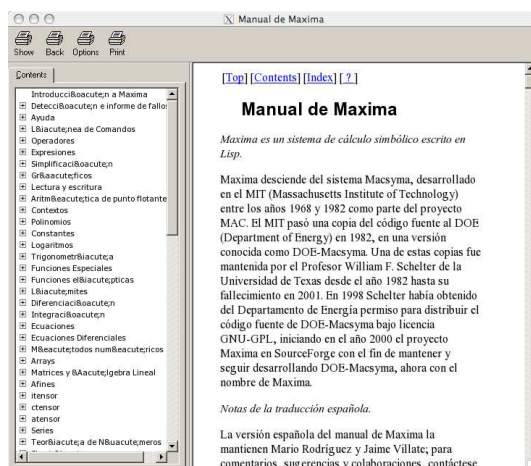 Manual de Maxima
Show Back Options Print
Contents
Introducci&oacute;n a Maxima
Detecci&oacute;n e informe de fallos
Ayuda
L&iacute;nea de Comandos
Operadores
Expresiones
Simplificaci&oacute;n
Gr&aacute;ficos
Lectura y escritura
Aritm&eacute;tica de punto flotante
Contextos
Polinomios
Constantes
Logaritmos
Trigonometr&iacute;a
Funciones Especiales
Funciones el&iacute;pticas
L&iacute;mites
Diferenciaci&oacute;n
Integraci&oacute;n
Ecuaciones
Ecuaciones Diferenciales
M&eacute;todos num&eacute;ricos
Arrays
Matrices y &Aacute;lgebra Lineal
Afines
itensor
ctensor
atensor
Series
Teor&iacute;a de N&uacute;meros
[Top] [Contents] [Index] [ ? ]
Manual de Maxima
Maxima es un sistema de cálculo simbólico escrito en
Lisp.
Maxima desciende del sistema Macsyma, desarrollado
en el MIT (Massachusetts Institute of Technology)
entre los años 1968 y 1982 como parte del proyecto
MAC. El MIT pasó una copia del código fuente al DOE
(Department of Energy) en 1982, en una versión
conocida como DOE-Macsyma. Una de estas copias fue
mantenida por el Profesor William F. Schelter de la
Universidad de Texas desde el año 1982 hasta su
fallecimiento en 2001. En 1998 Schelter había obtenido
del Departamento de Energía permiso para distribuir el
código fuente de DOE-Macsyma bajo licencia
GNU-GPL, iniciando en el año 2000 el proyecto
Maxima en SourceForge con el fin de mantener y
seguir desarrollando DOE-Macsyma, ahora con el
nombre de Maxima.
Notas de la traducción española.
La versión española del manual de Maxima la
mantienen Mario Rodríguez y Jaime Villate; para
comentarios, sugerencias y colaboraciones, contáctese